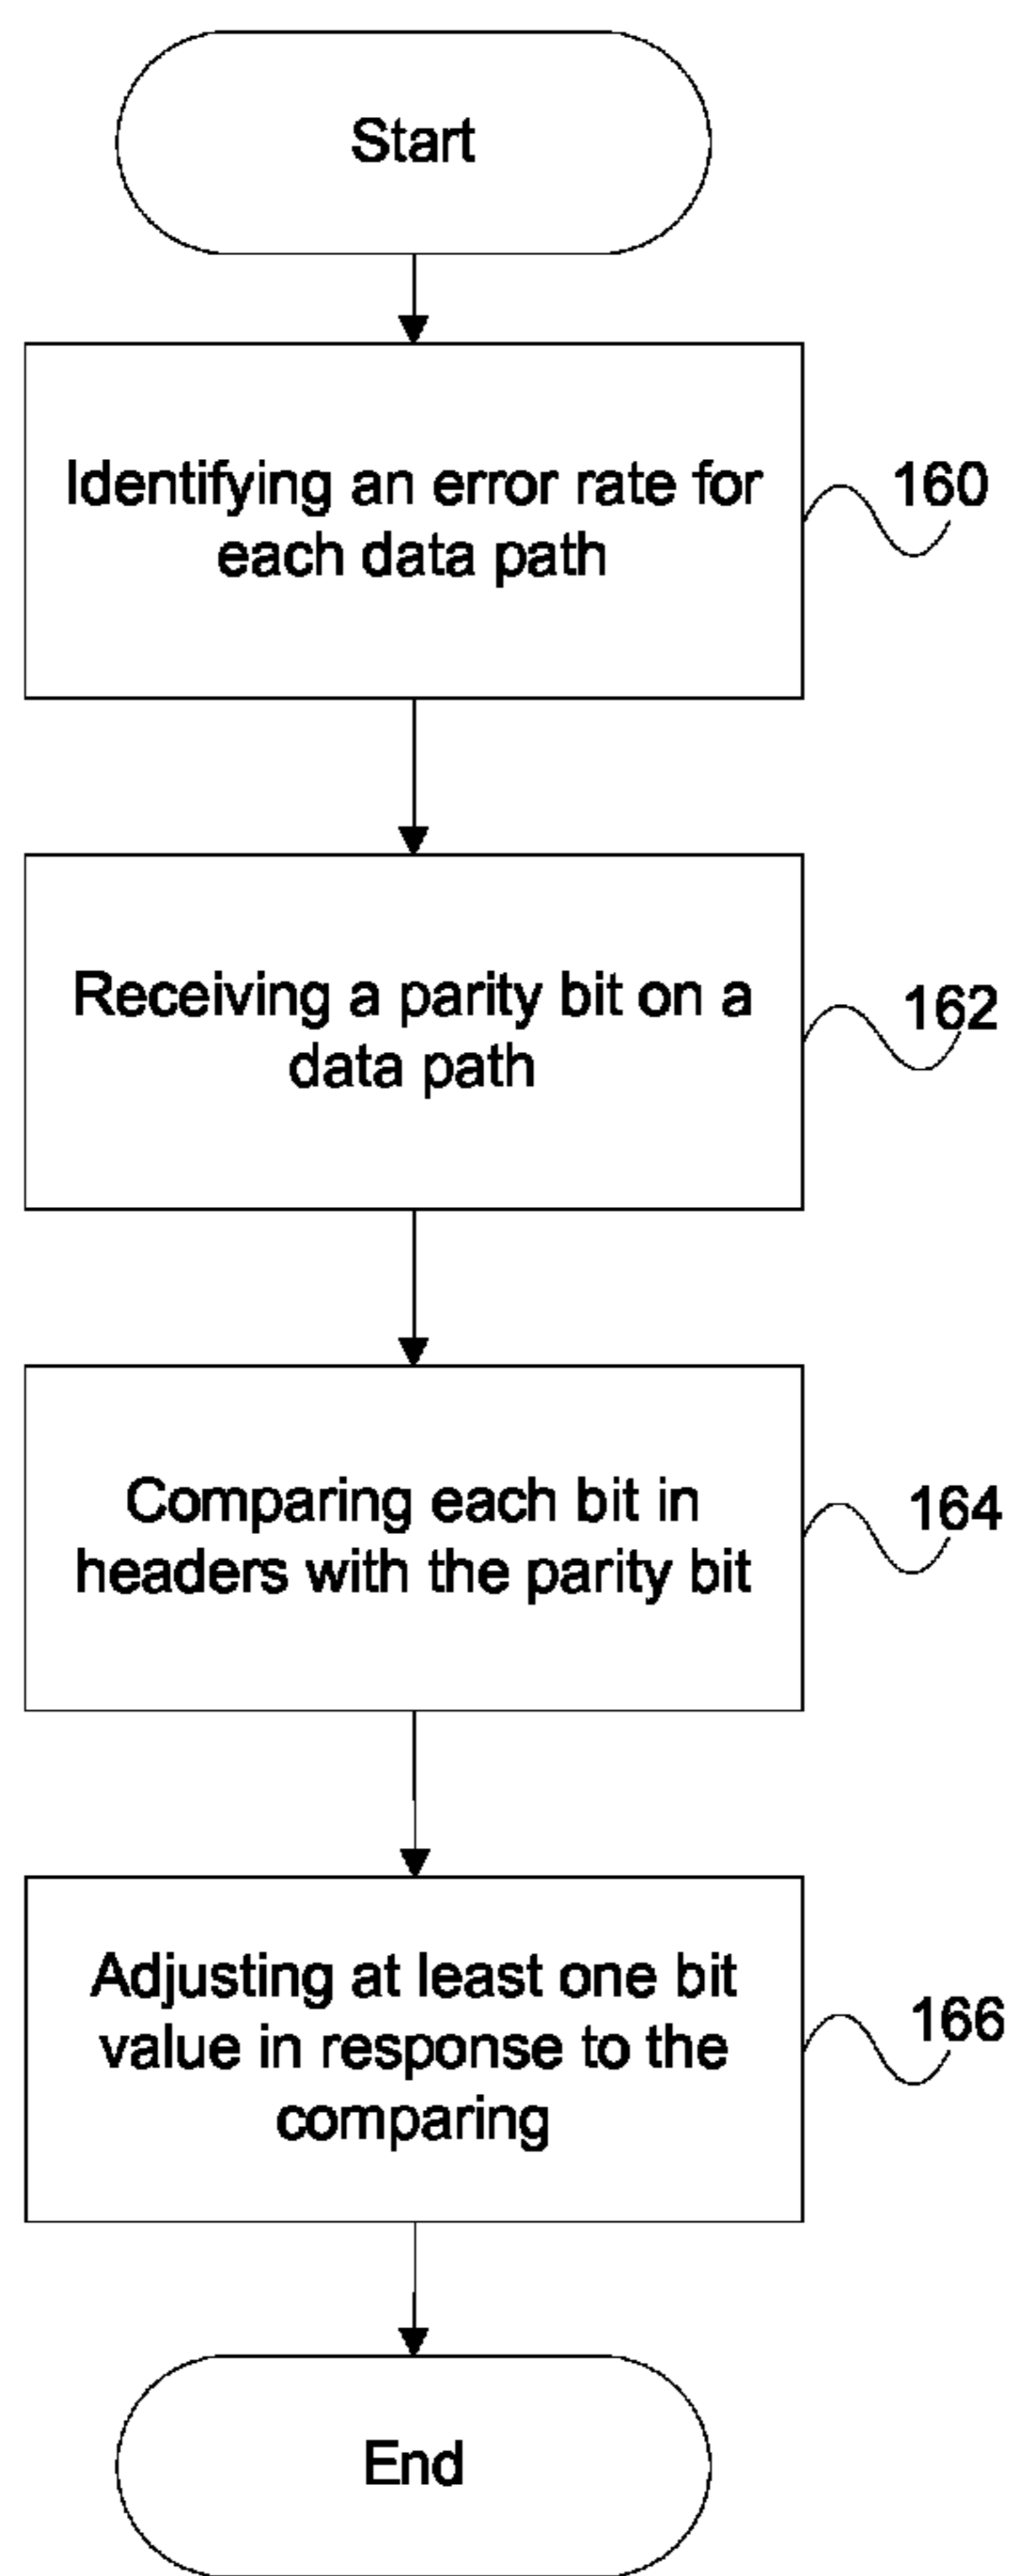 Start
Identifying an error rate for
each data path
160
Receiving a parity bit on a
data path
162
Comparing each bit in
headers with the parity bit
164
Adjusting at least one bit
value in response to the
comparing
166
End